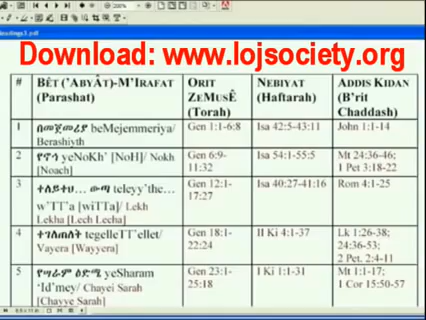 200%
Download: www.lojsociety.org
# BÊT ('ABYÂT)-M'IRAFAT (Parashat) ORIT ZEMUSÊ (Torah) NEBIYAT (Haftarah) ADDIS KIDAN (B'rit Chaddash)
1 በመጀመሪያ beMejemmeriya/ Berashiyth Gen 1:1-6:8 Isa 42:5-43:11 John 1:1-14
2 የኖኅ yeNoKh' [NoH]/ Nokh [Noach] Gen 6:9-11:32 Isa 54:1-55:5 Mt 24:36-46; 1 Pet 3:18-22
3 ተለይተህ... ውጣ teleyy'the... w'TT'a [wiTTa]/ Lekh Lekha [Lech Lecha] Gen 12:1-17:27 Isa 40:27-41:16 Rom 4:1-25
4 ተገለጠለት tegelleTT'ellet/ Vayera [Wayyera] Gen 18:1-22:24 II Ki 4:1-37 Lk 1:26-38; 24:36-53; 2 Pet. 2:4-11
5 የሣራም ዕድሜ yeSharam 'Id'mey/ Chayei Sarah [Chayye Sarah] Gen 23:1-25:18 I Ki 1:1-31 Mt 1:1-17; 1 Cor 15:50-57